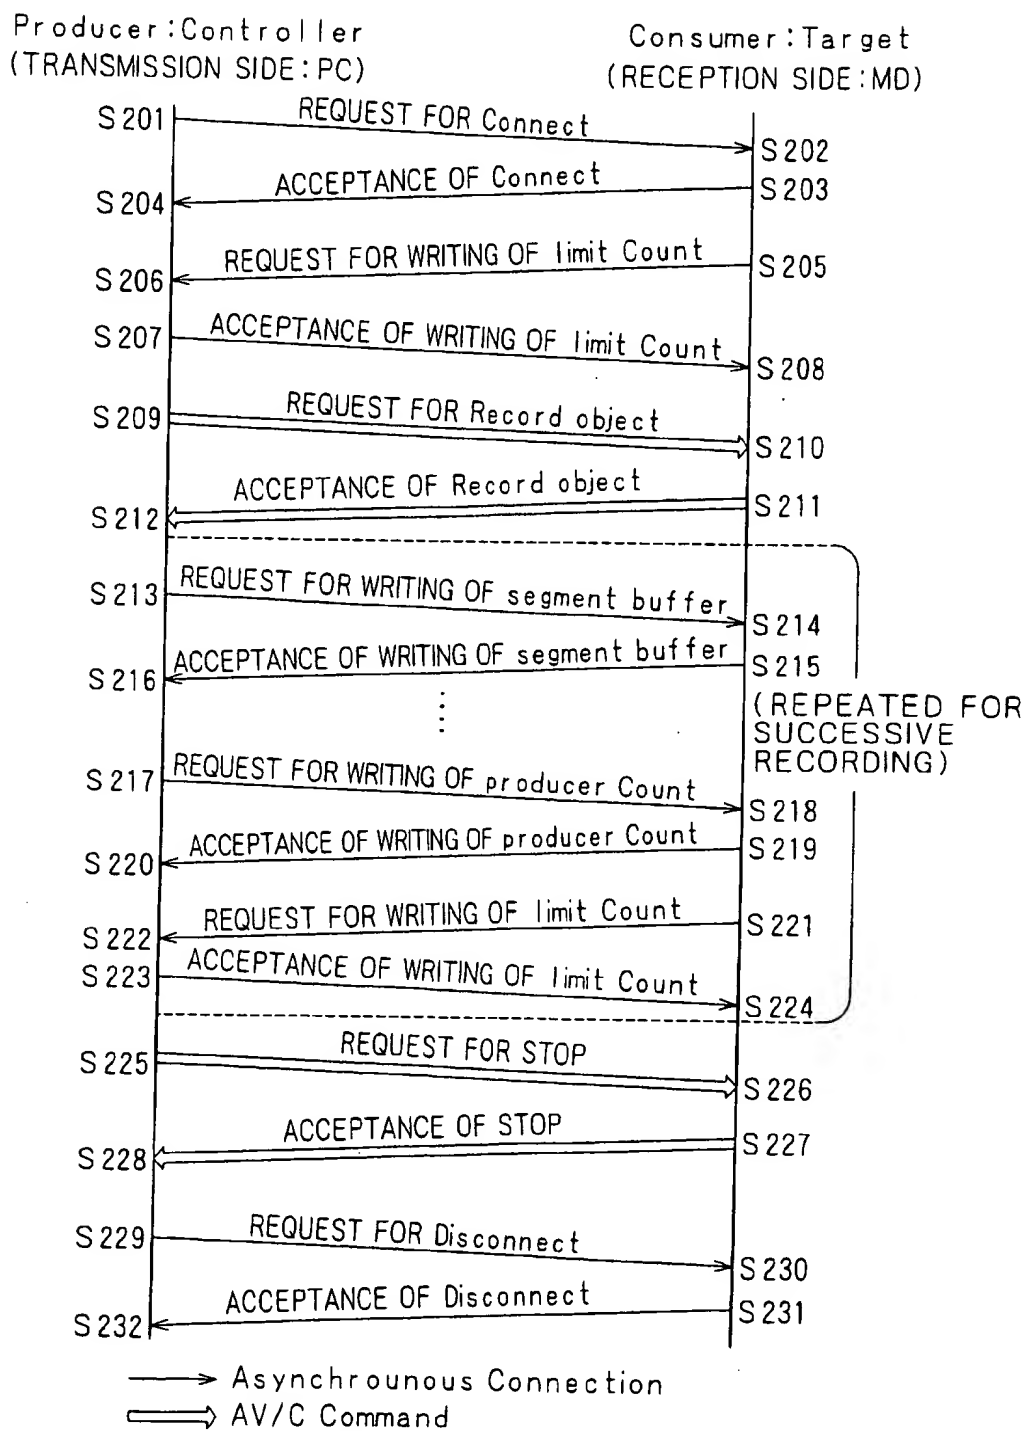 Producer:Controller
(TRANSMISSION SIDE:PC)
Consumer:Target
(RECEPTION SIDE:MD)
S201
REQUEST FOR Connect
S202
ACCEPTANCE OF Connect
S203
S204
REQUEST FOR WRITING OF limit Count
S205
S206
S207
ACCEPTANCE OF WRITING OF limit Count
S208
S209
REQUEST FOR Record object
S210
ACCEPTANCE OF Record object
S211
S212
S213
REQUEST FOR WRITING OF segment buffer
S214
ACCEPTANCE OF WRITING OF segment buffer
S215
S216
(REPEATED FOR
SUCCESSIVE
RECORDING)
S217
REQUEST FOR WRITING OF producer Count
S218
ACCEPTANCE OF WRITING OF producer Count
S219
S220
REQUEST FOR WRITING OF limit Count
S221
S222
S223
ACCEPTANCE OF WRITING OF limit Count
S224
S225
REQUEST FOR STOP
S226
ACCEPTANCE OF STOP
S227
S228
S229
REQUEST FOR Disconnect
S230
ACCEPTANCE OF Disconnect
S231
S232
Asynchrounous Connection
AV/C Command